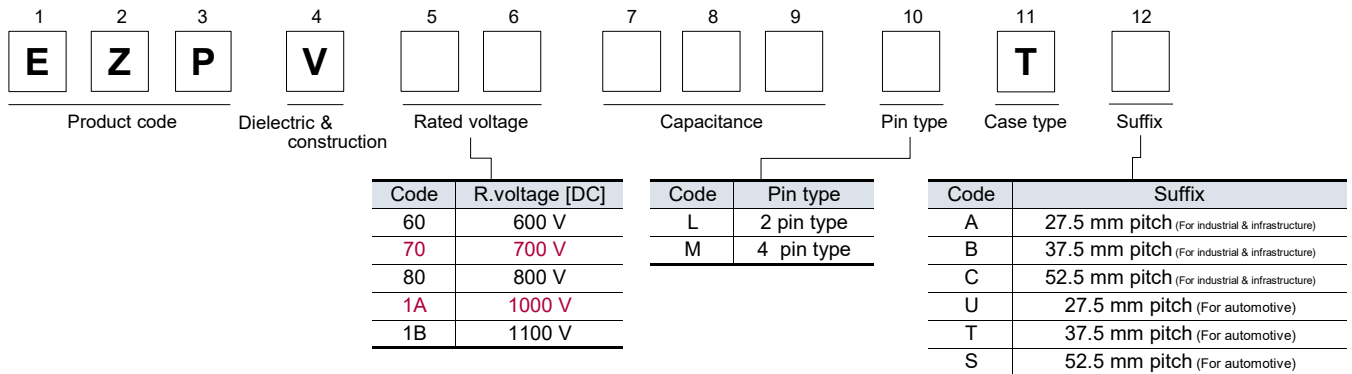 1 2 3 4 5 6 7 8 9 10 11 12
E Z P V T
Product code Dielectric & construction Rated voltage Capacitance Pin type Case type Suffix
Code R.voltage [DC]
60 600 V
70 700 V
80 800 V
1A 1000 V
1B 1100 V
Code Pin type
L 2 pin type
M 4 pin type
Code Suffix
A 27.5 mm pitch (For industrial & infrastructure)
B 37.5 mm pitch (For industrial & infrastructure)
C 52.5 mm pitch (For industrial & infrastructure)
U 27.5 mm pitch (For automotive)
T 37.5 mm pitch (For automotive)
S 52.5 mm pitch (For automotive)